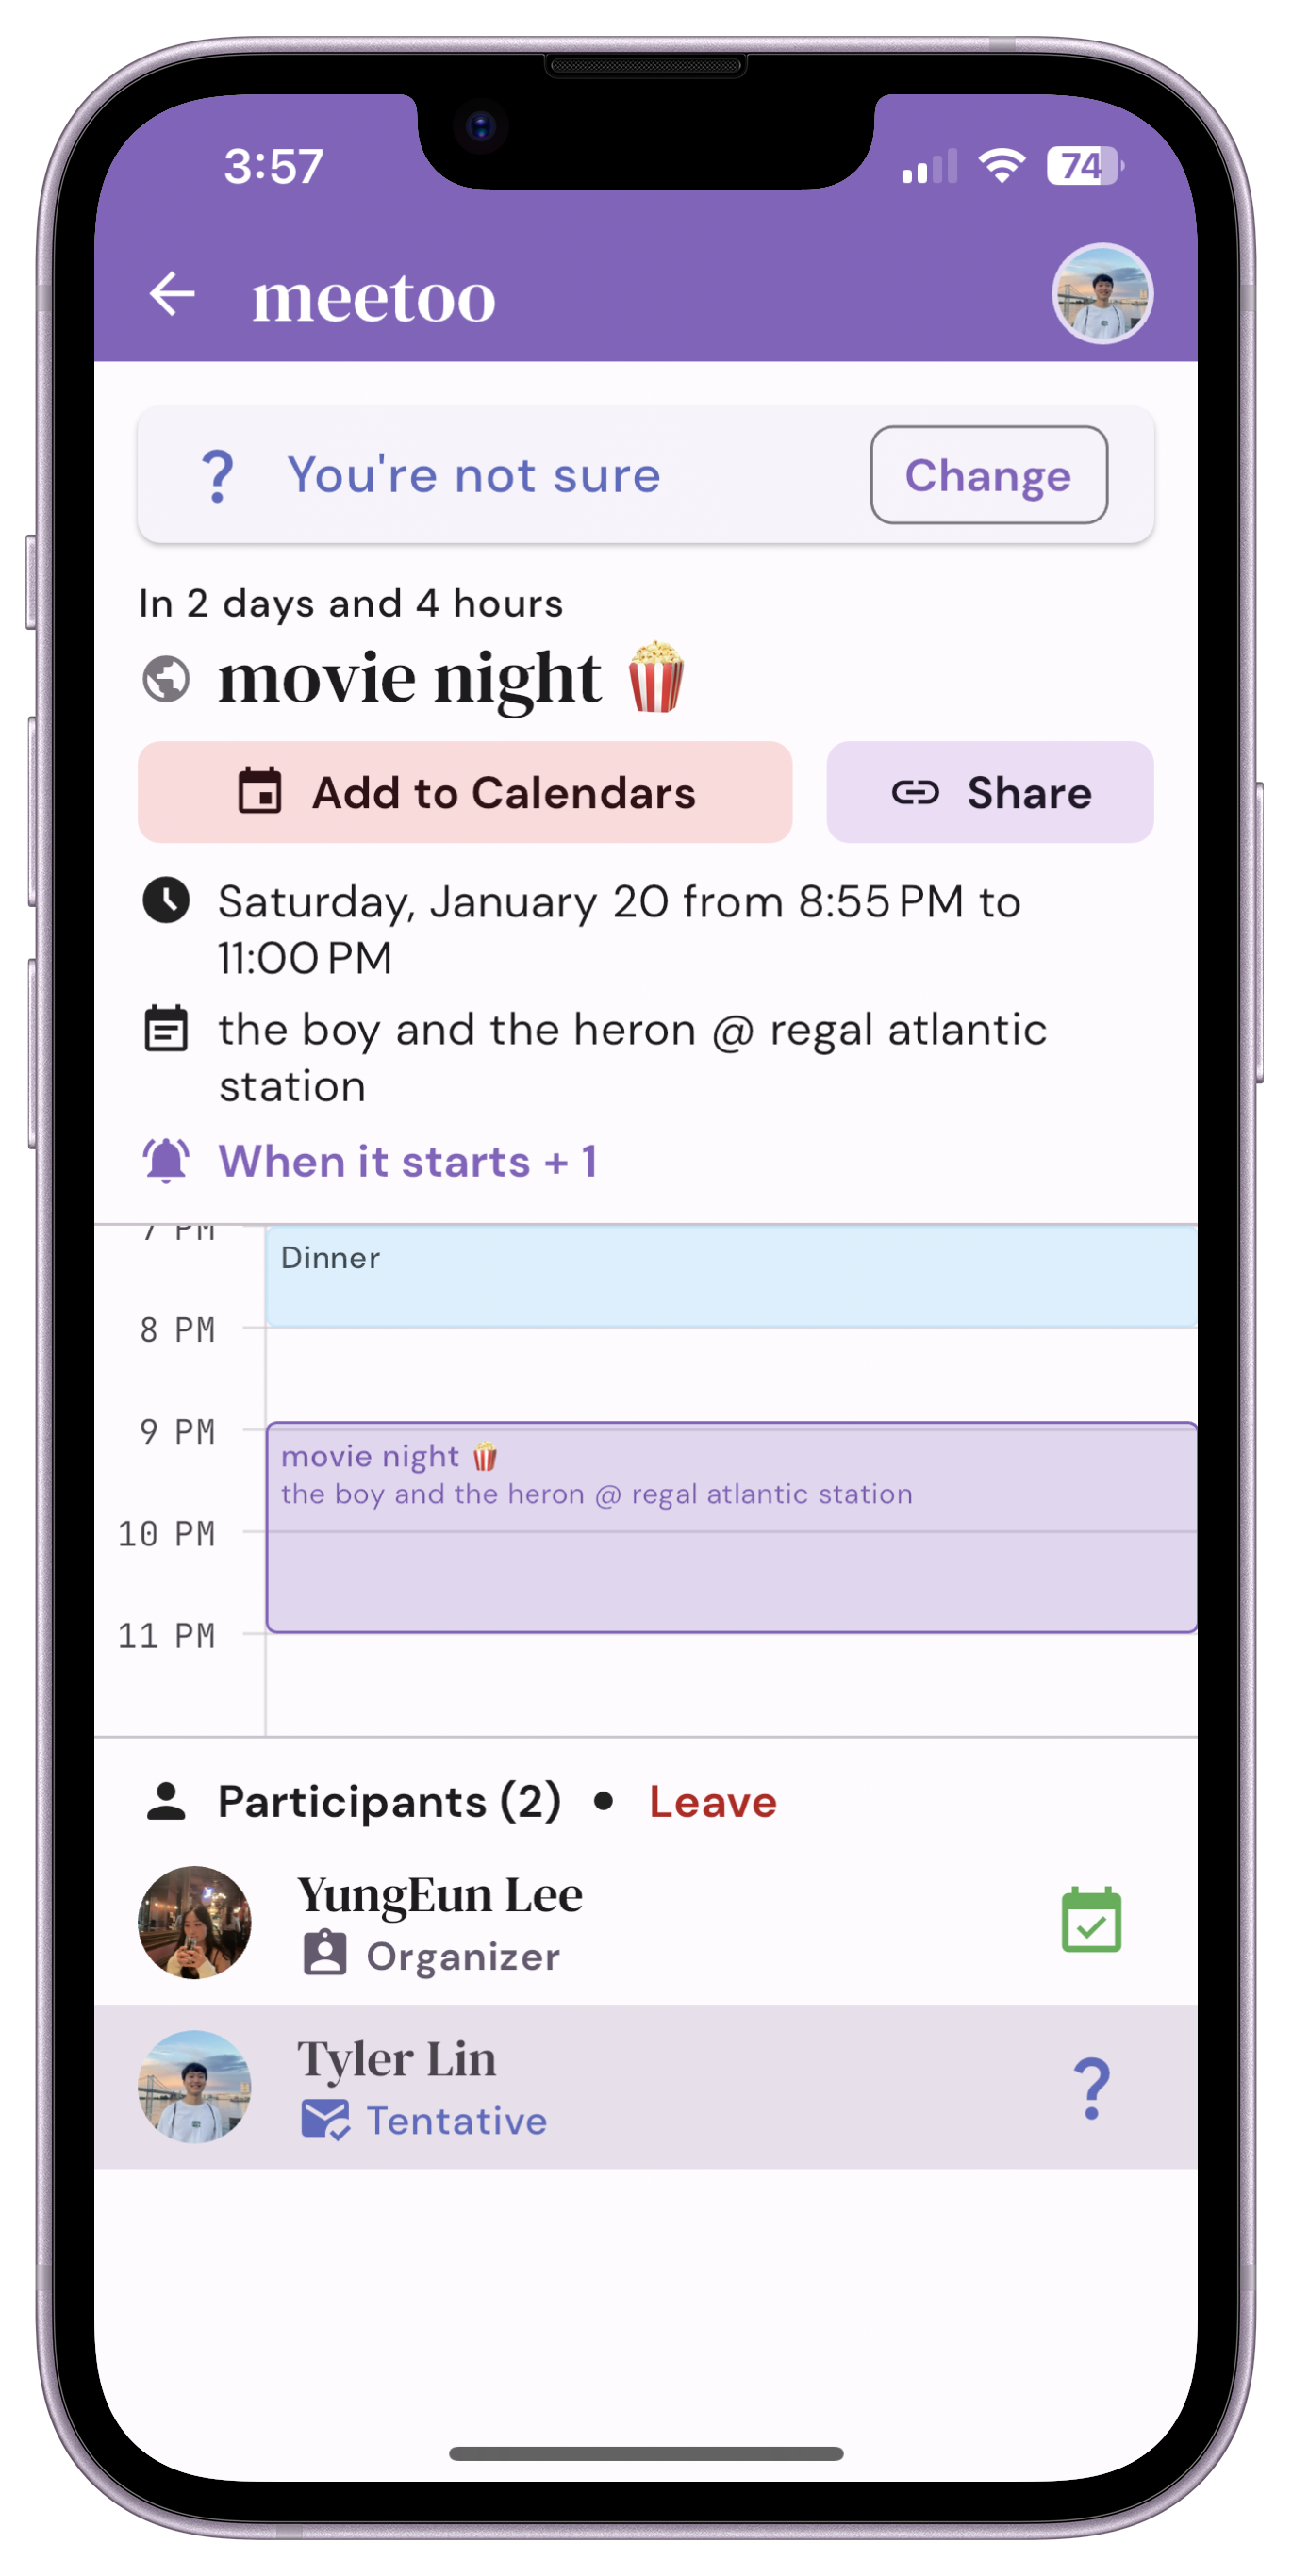 3:57
74
meetoo
? You're not sure
Change
In 2 days and 4 hours
movie night 🍿
Add to Calendars
Share
Saturday, January 20 from 8:55 PM to
11:00 PM
the boy and the heron @ regal atlantic
station
When it starts + 1
7 PM
Dinner
8 PM
9 PM
movie night 🍿
the boy and the heron @ regal atlantic station
10 PM
11 PM
Participants (2) • Leave
YungEun Lee
Organizer
Tyler Lin
Tentative
?